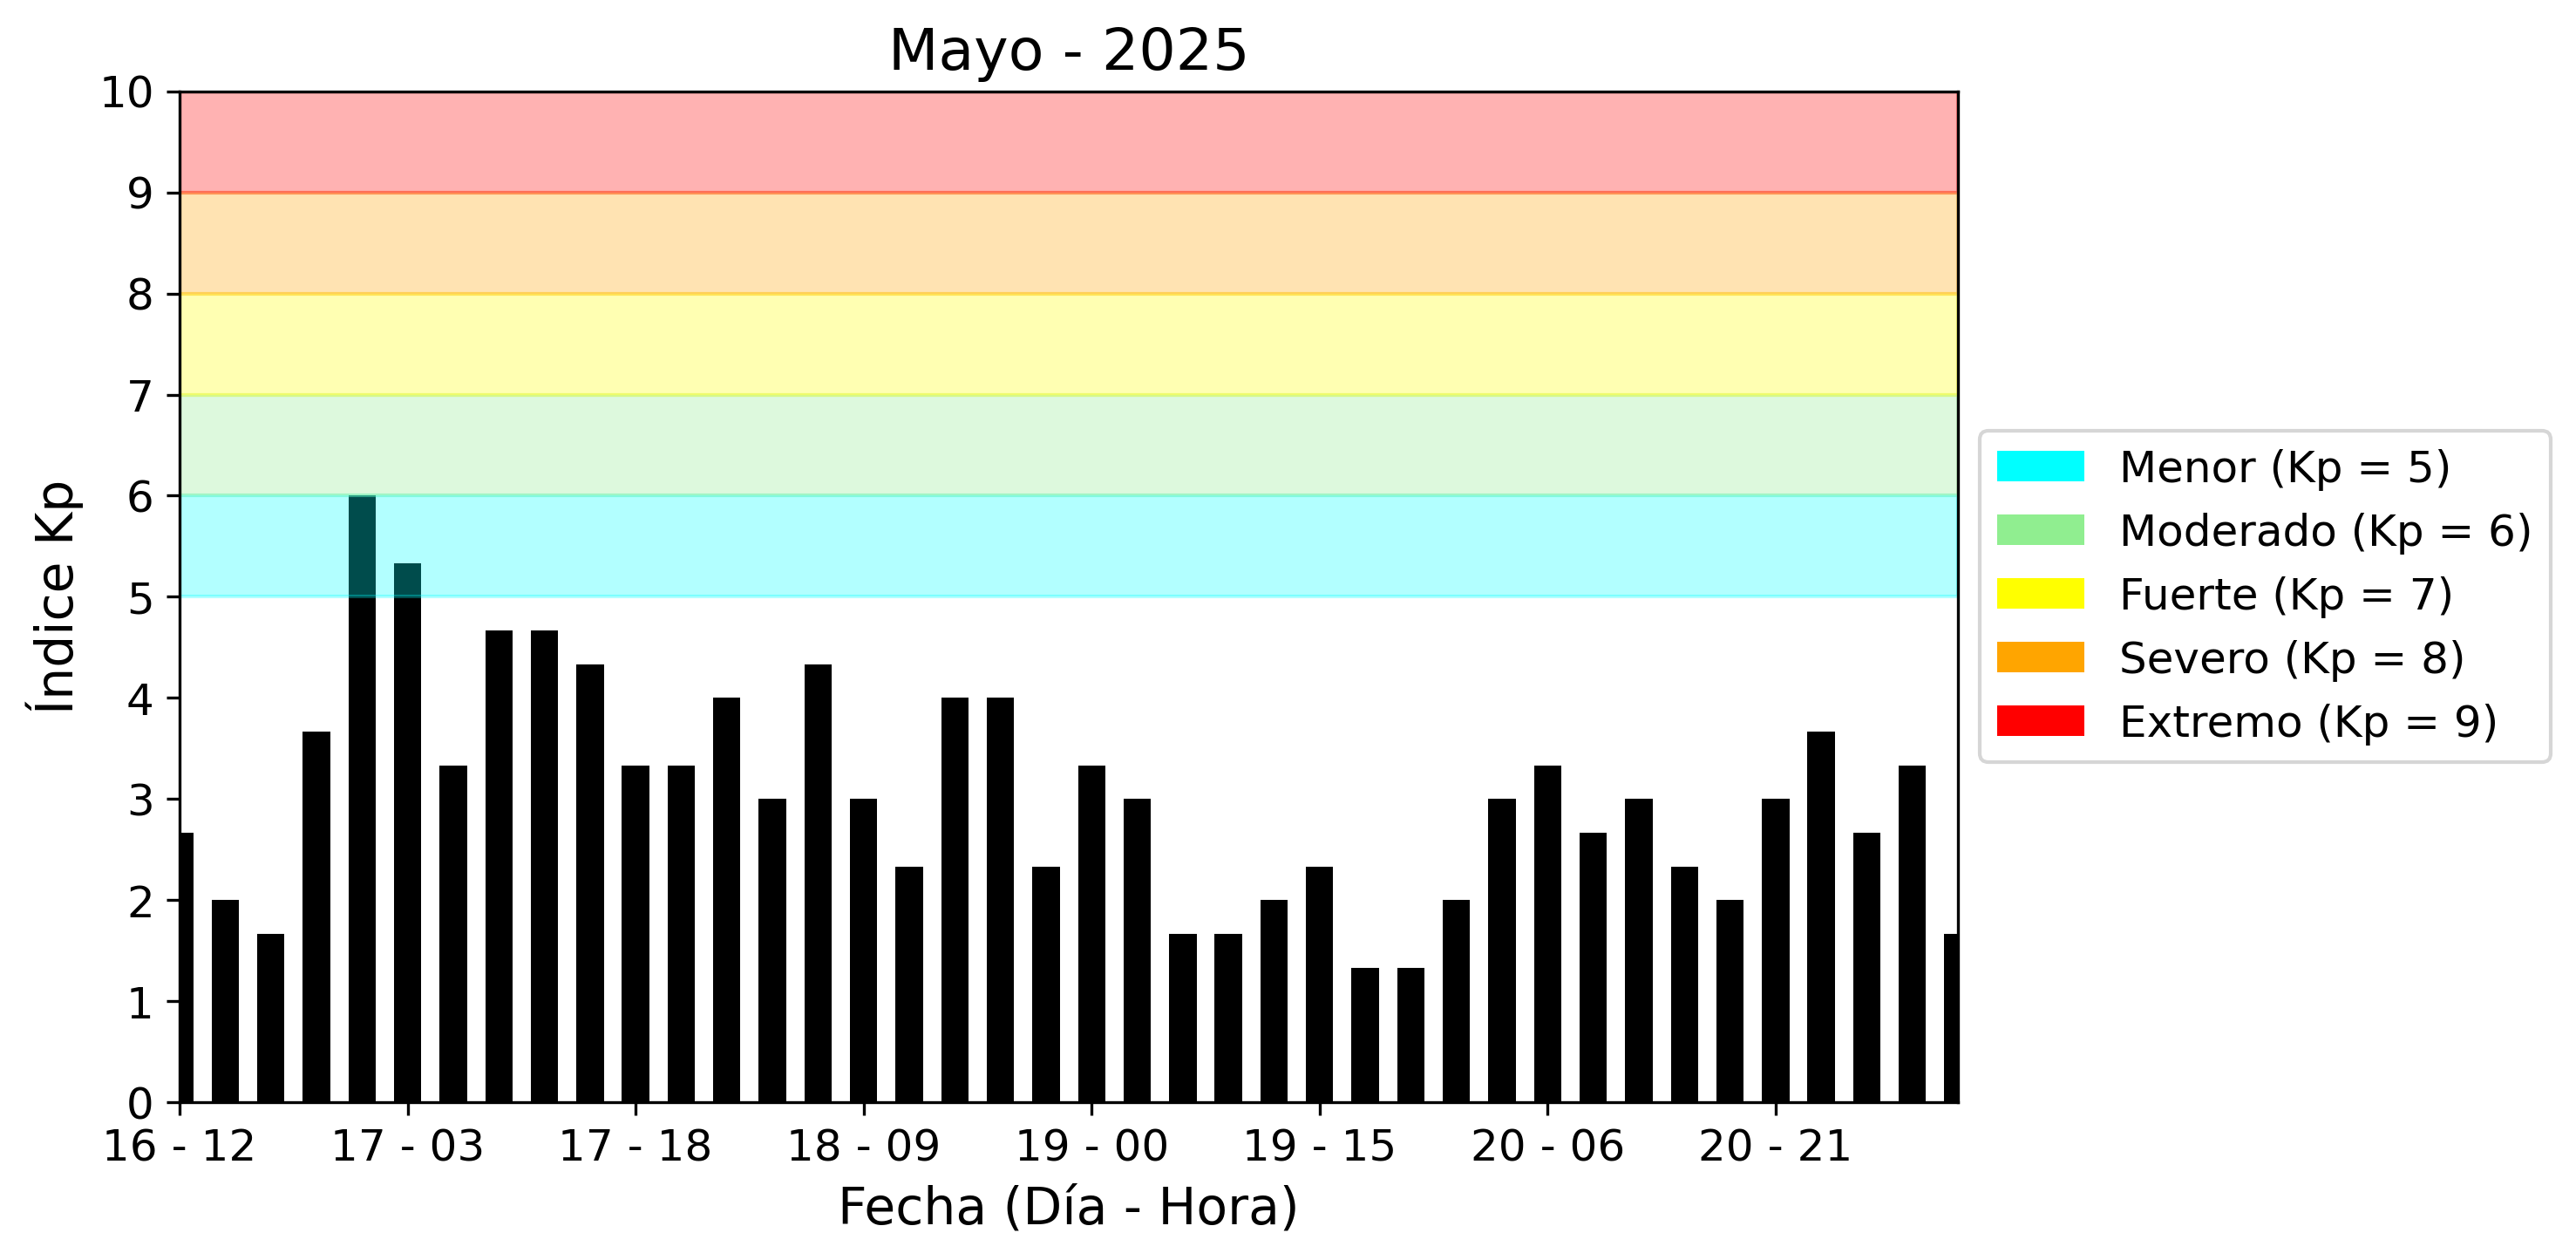 Mayo - 2025
10
9
8
7
6
5
4
3
2
1
0
Índice Kp
16 - 12
17 - 03
17 - 18
18 - 09
19 - 00
19 - 15
20 - 06
20 - 21
Fecha (Día - Hora)
Menor (Kp = 5)
Moderado (Kp = 6)
Fuerte (Kp = 7)
Severo (Kp = 8)
Extremo (Kp = 9)